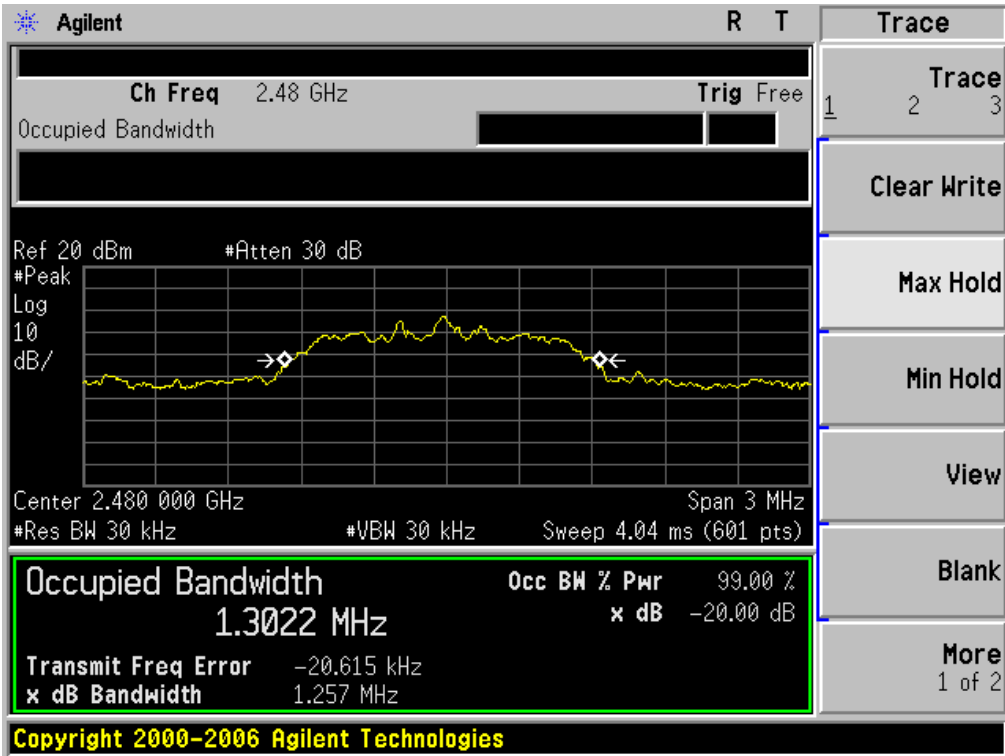 Agilent R T
Ch Freq 2.48 GHz Trig Free
Occupied Bandwidth
Ref 20 dBm #Atten 30 dB
#Peak
Log
10
dB/
Center 2.480 000 GHz Span 3 MHz
#Res BW 30 kHz #VBW 30 kHz Sweep 4.04 ms (601 pts)
Occupied Bandwidth Occ BW % Pwr 99.00 %
1.3022 MHz x dB -20.00 dB
Transmit Freq Error -20.615 kHz
x dB Bandwidth 1.257 MHz
Copyright 2000-2006 Agilent Technologies
Trace
Trace
1 2 3
Clear Write
Max Hold
Min Hold
View
Blank
More
1 of 2